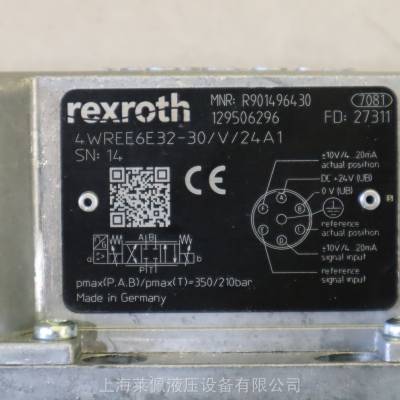 rexroth
MNR: R901496430
7081
129506296
FD: 27311
4WREE6E32-30/V/24A1
SN: 14
CE
±10V/4...20mA
actual position
DC +24V (UB)
0 V (UB)
reference
actual position
±10V/4...20mA
signal input
reference
signal input
A B
a
b
P T
pmax(P,A,B)/pmax(T)=350/210bar
Made in Germany
上海莱佩液压设备有限公司